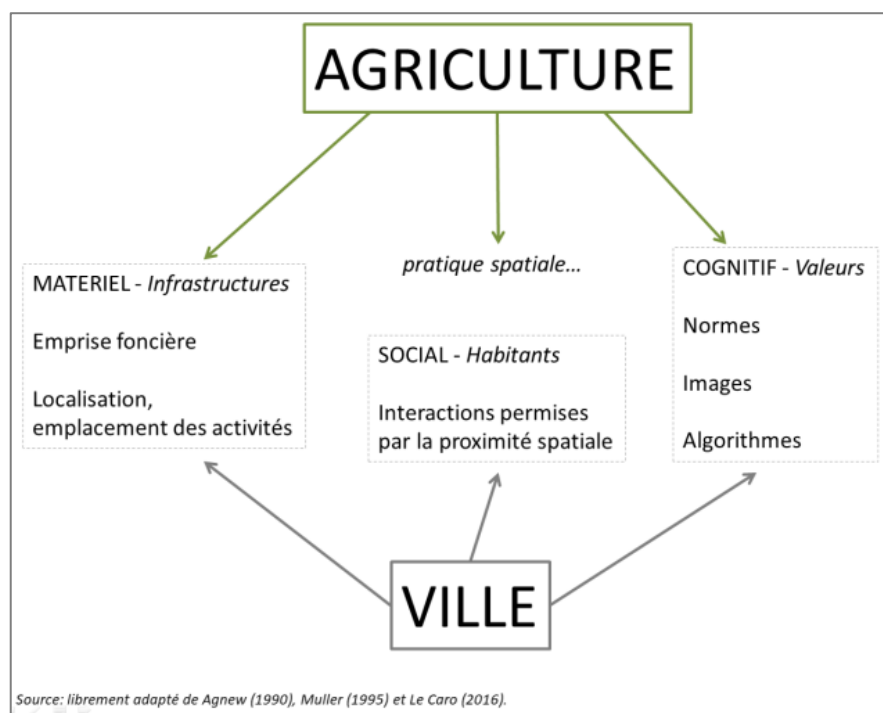 AGRICULTURE
MATERIEL - Infrastructures
Emprise foncière
Localisation,
emplacement des activités
pratique spatiale...
SOCIAL - Habitants
Interactions permises
par la proximité spatiale
COGNITIF - Valeurs
Normes
Images
Algorithmes
VILLE
Source: librement adapté de Agnew (1990), Muller (1995) et Le Caro (2016).